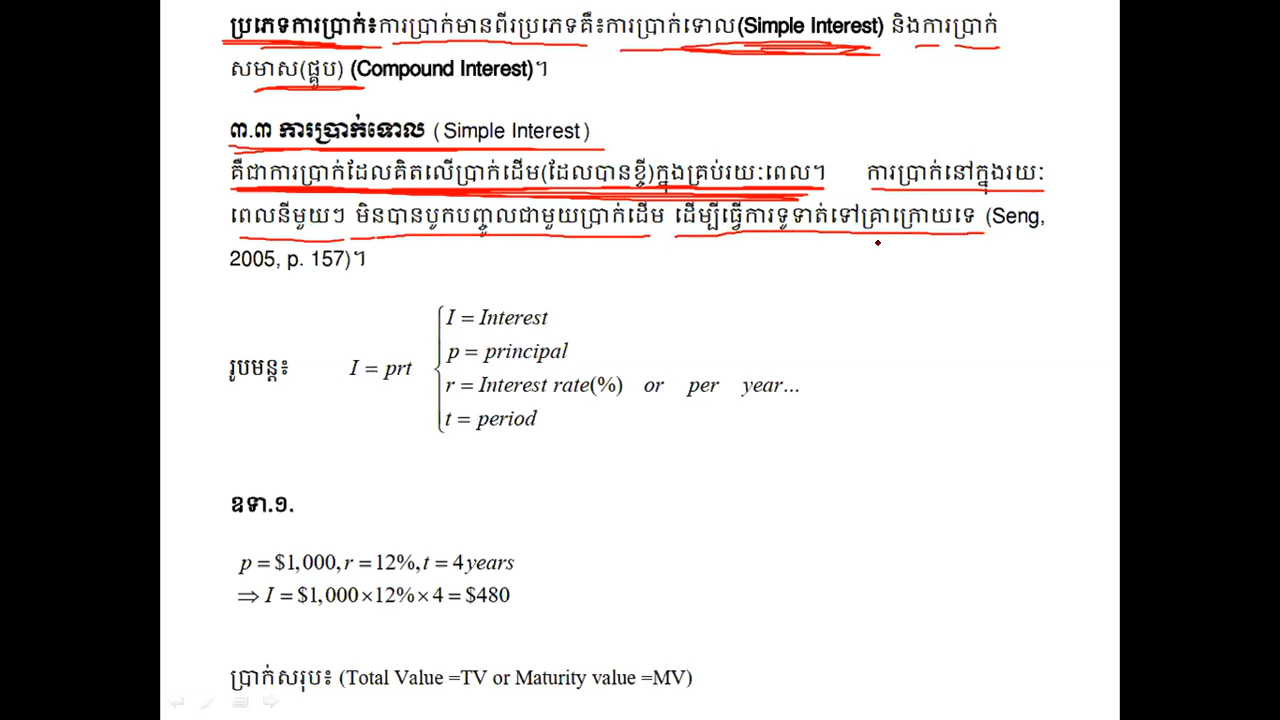 ប្រភេទការប្រាក់៖ការប្រាក់មានពីរប្រភេទគឺ៖ការប្រាក់ទោល(Simple Interest) និងការប្រាក់
សមាស(ផ្គួប) (Compound Interest)។
៣.៣ ការប្រាក់ទោល (Simple Interest)
គឺជាការប្រាក់ដែលគិតលើប្រាក់ដើម(ដែលបានខ្ចី)ក្នុងគ្រប់រយៈពេល។ ការប្រាក់នៅក្នុងរយៈ
ពេលនីមួយៗ មិនបានបូកបញ្ចូលជាមួយប្រាក់ដើម ដើម្បីធ្វើការទូទាត់ទៅគ្រាក្រោយទេ (Seng,
2005, p. 157)។
I = Interest
p = principal
រូបមន្ត៖ I = prt
r = Interest rate(%) or per year...
t = period
ឧទា.១.
p = $1,000, r = 12%, t = 4 years
⇒ I = $1,000×12%×4 = $480
ប្រាក់សរុប៖ (Total Value =TV or Maturity value =MV)